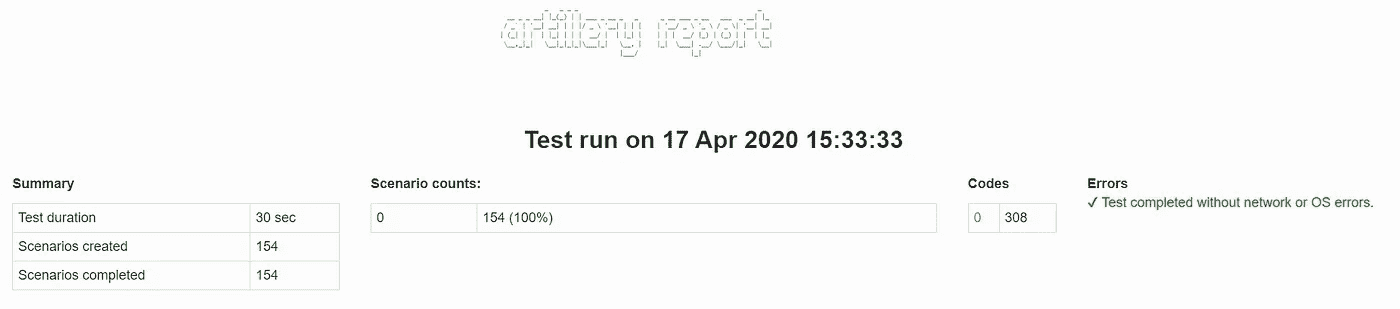 artillery report
Test run on 17 Apr 2020 15:33:33
Summary
Test duration 30 sec
Scenarios created 154
Scenarios completed 154
Scenario counts:
0 154 (100%)
Codes
0 308
Errors
✓ Test completed without network or OS errors.